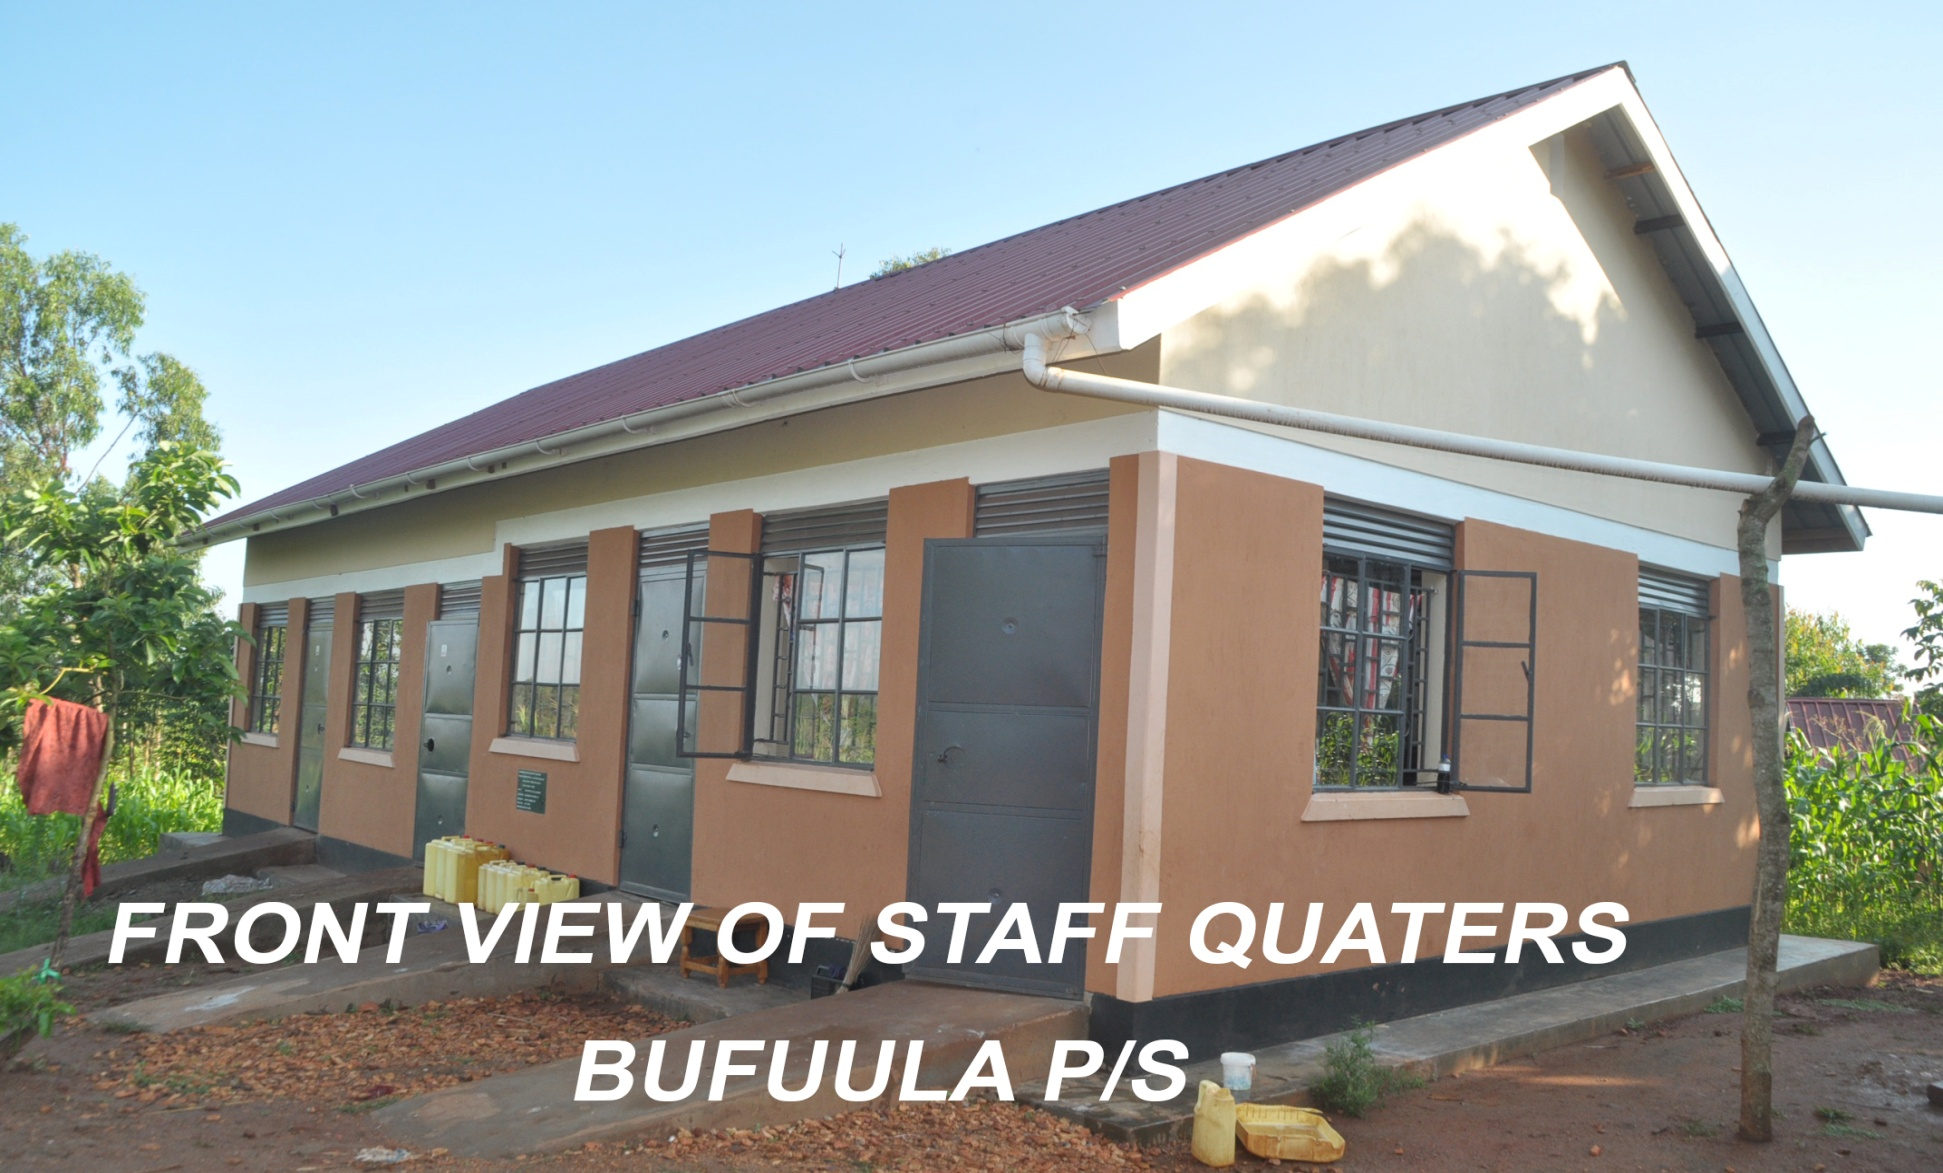 FRONT VIEW OF STAFF QUATERS
BUFUULA P/S